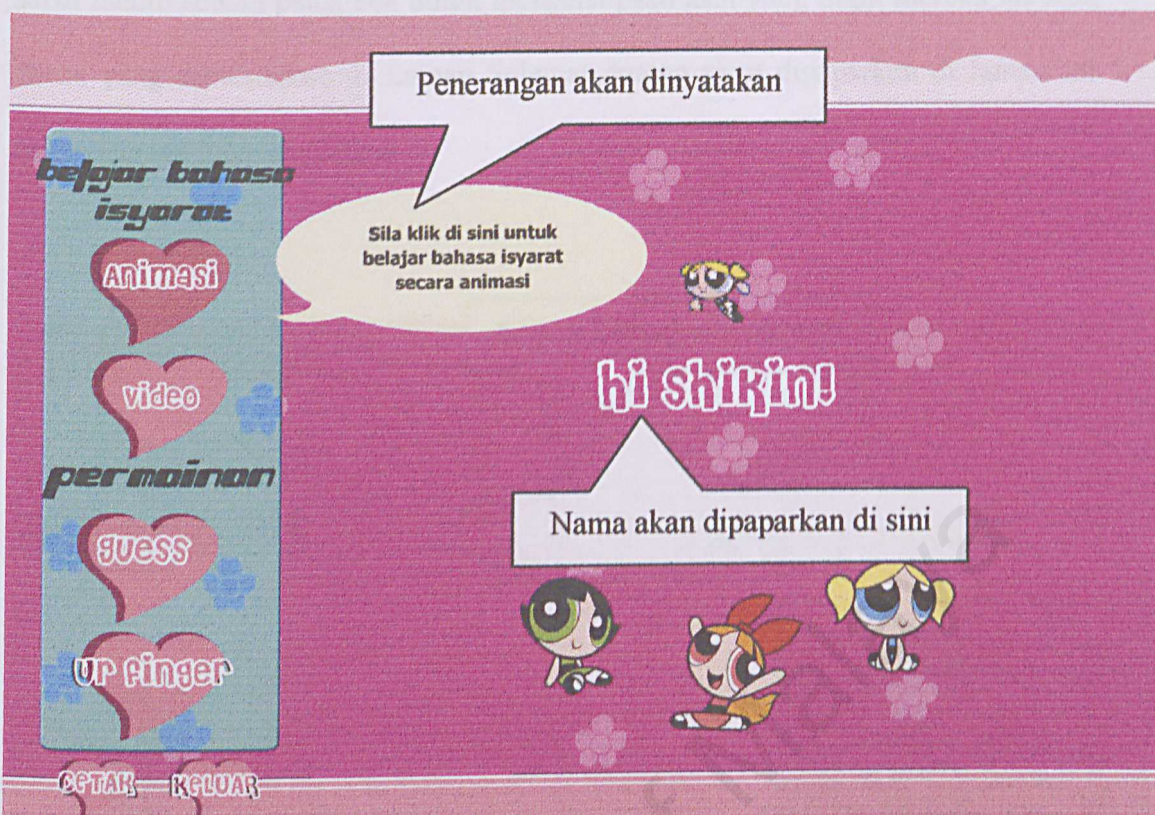 Penerangan akan dinyatakan
belajar bahasa
isyarat
Sila klik di sini untuk
belajar bahasa isyarat
secara animasi
Animasi
video
hi shikin!
permainan
Nama akan dipaparkan di sini
guess
ur finger
CETAK KELUAR